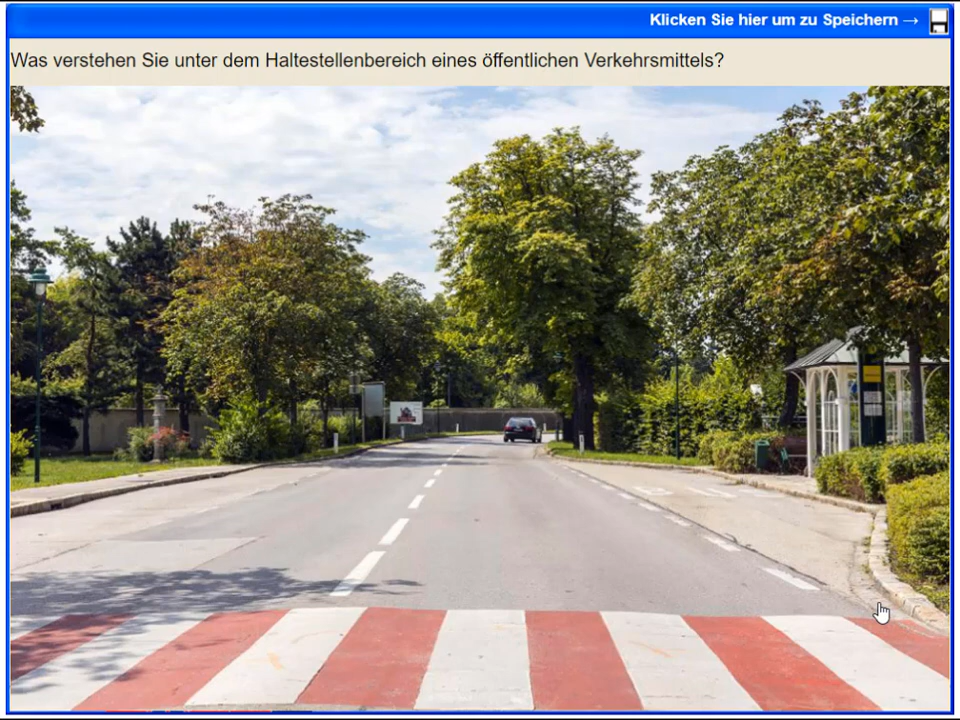 Klicken Sie hier um zu Speichern →
Was verstehen Sie unter dem Haltestellenbereich eines öffentlichen Verkehrsmittels?